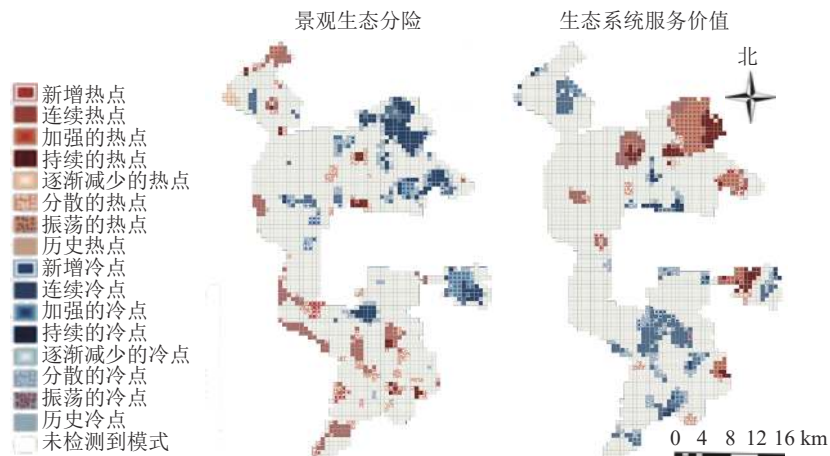 景观生态分险
生态系统服务价值
北
新增热点
连续热点
加强的热点
持续的热点
逐渐减少的热点
分散的热点
振荡的热点
历史热点
新增冷点
连续冷点
加强的冷点
持续的冷点
逐渐减少的冷点
分散的冷点
振荡的冷点
历史冷点
未检测到模式
0 4 8 12 16 km